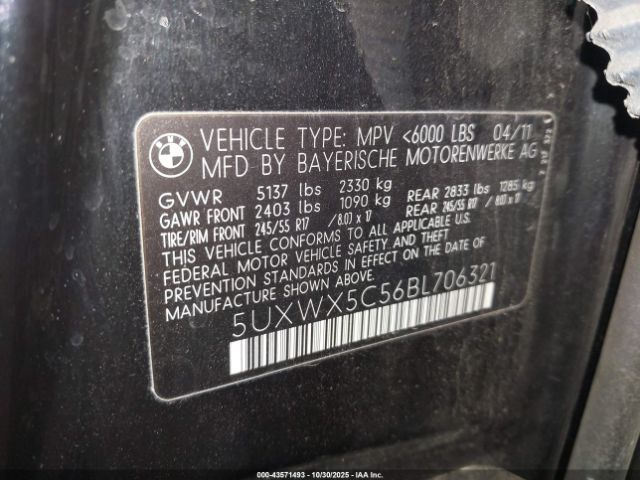 BMW
VEHICLE TYPE: MPV <6000 LBS 04/11
MFD BY BAYERISCHE MOTORENWERKE AG
GVWR 5137 lbs 2330 kg
GAWR FRONT 2403 lbs 1090 kg REAR 2833 lbs 1285 kg
TIRE/RIM FRONT 245/55 R17 / 8.0J x 17 REAR 245/55 R17 / 8.0J x 17
THIS VEHICLE CONFORMS TO ALL APPLICABLE U.S.
FEDERAL MOTOR VEHICLE SAFETY AND THEFT
PREVENTION STANDARDS IN EFFECT ON THE
DATE OF MANUFACTURE SHOWN ABOVE.
5UXWX5C56BL706321
000-43571493 - 10/30/2025 - IAA Inc.